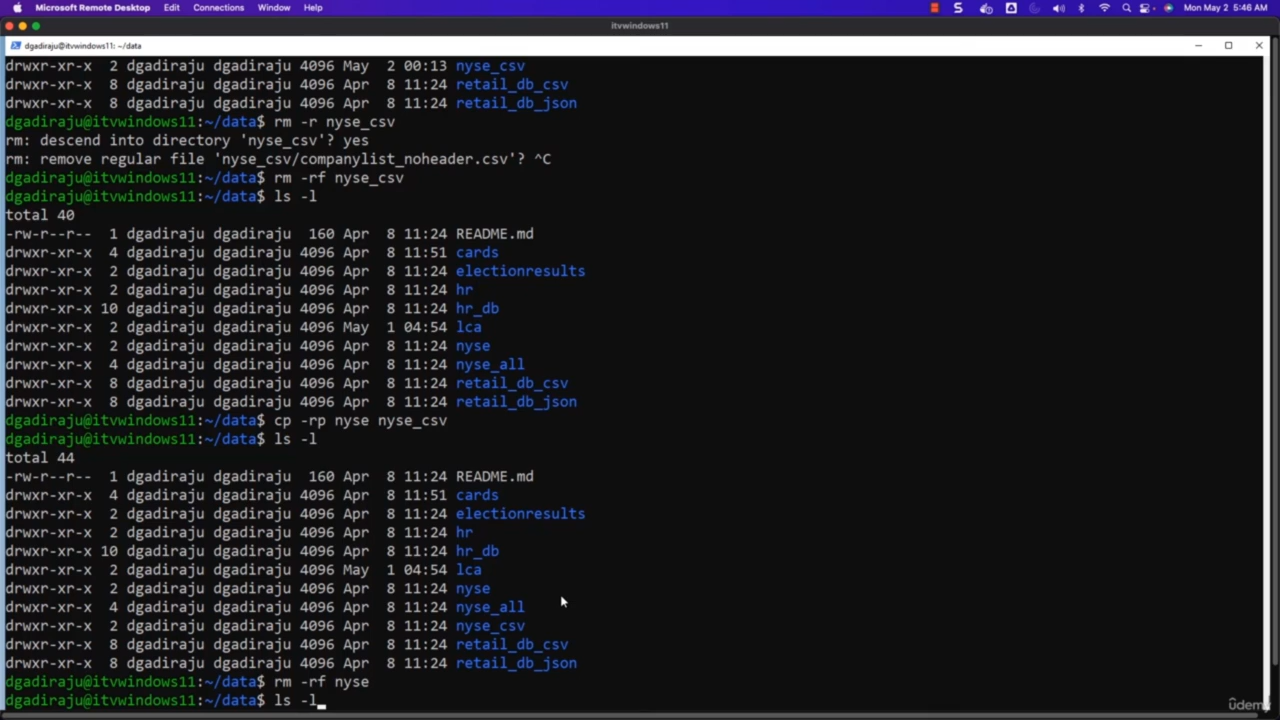 Microsoft Remote Desktop Edit Connections Window Help Mon May 2 5:46 AM
itvwindows11
dgadiraju@itvwindows11: ~/data
drwxr-xr-x 2 dgadiraju dgadiraju 4096 May 2 00:13 nyse_csv
drwxr-xr-x 8 dgadiraju dgadiraju 4096 Apr 8 11:24 retail_db_csv
drwxr-xr-x 8 dgadiraju dgadiraju 4096 Apr 8 11:24 retail_db_json
dgadiraju@itvwindows11:~/data$ rm -r nyse_csv
rm: descend into directory 'nyse_csv'? yes
rm: remove regular file 'nyse_csv/companylist_noheader.csv'? ^C
dgadiraju@itvwindows11:~/data$ rm -rf nyse_csv
dgadiraju@itvwindows11:~/data$ ls -l
total 40
-rw-r--r-- 1 dgadiraju dgadiraju 160 Apr 8 11:24 README.md
drwxr-xr-x 4 dgadiraju dgadiraju 4096 Apr 8 11:51 cards
drwxr-xr-x 2 dgadiraju dgadiraju 4096 Apr 8 11:24 electionresults
drwxr-xr-x 2 dgadiraju dgadiraju 4096 Apr 8 11:24 hr
drwxr-xr-x 10 dgadiraju dgadiraju 4096 Apr 8 11:24 hr_db
drwxr-xr-x 2 dgadiraju dgadiraju 4096 May 1 04:54 lca
drwxr-xr-x 2 dgadiraju dgadiraju 4096 Apr 8 11:24 nyse
drwxr-xr-x 4 dgadiraju dgadiraju 4096 Apr 8 11:24 nyse_all
drwxr-xr-x 8 dgadiraju dgadiraju 4096 Apr 8 11:24 retail_db_csv
drwxr-xr-x 8 dgadiraju dgadiraju 4096 Apr 8 11:24 retail_db_json
dgadiraju@itvwindows11:~/data$ cp -rp nyse nyse_csv
dgadiraju@itvwindows11:~/data$ ls -l
total 44
-rw-r--r-- 1 dgadiraju dgadiraju 160 Apr 8 11:24 README.md
drwxr-xr-x 4 dgadiraju dgadiraju 4096 Apr 8 11:51 cards
drwxr-xr-x 2 dgadiraju dgadiraju 4096 Apr 8 11:24 electionresults
drwxr-xr-x 2 dgadiraju dgadiraju 4096 Apr 8 11:24 hr
drwxr-xr-x 10 dgadiraju dgadiraju 4096 Apr 8 11:24 hr_db
drwxr-xr-x 2 dgadiraju dgadiraju 4096 May 1 04:54 lca
drwxr-xr-x 2 dgadiraju dgadiraju 4096 Apr 8 11:24 nyse
drwxr-xr-x 4 dgadiraju dgadiraju 4096 Apr 8 11:24 nyse_all
drwxr-xr-x 2 dgadiraju dgadiraju 4096 Apr 8 11:24 nyse_csv
drwxr-xr-x 8 dgadiraju dgadiraju 4096 Apr 8 11:24 retail_db_csv
drwxr-xr-x 8 dgadiraju dgadiraju 4096 Apr 8 11:24 retail_db_json
dgadiraju@itvwindows11:~/data$ rm -rf nyse
dgadiraju@itvwindows11:~/data$ ls -l
ûdemy